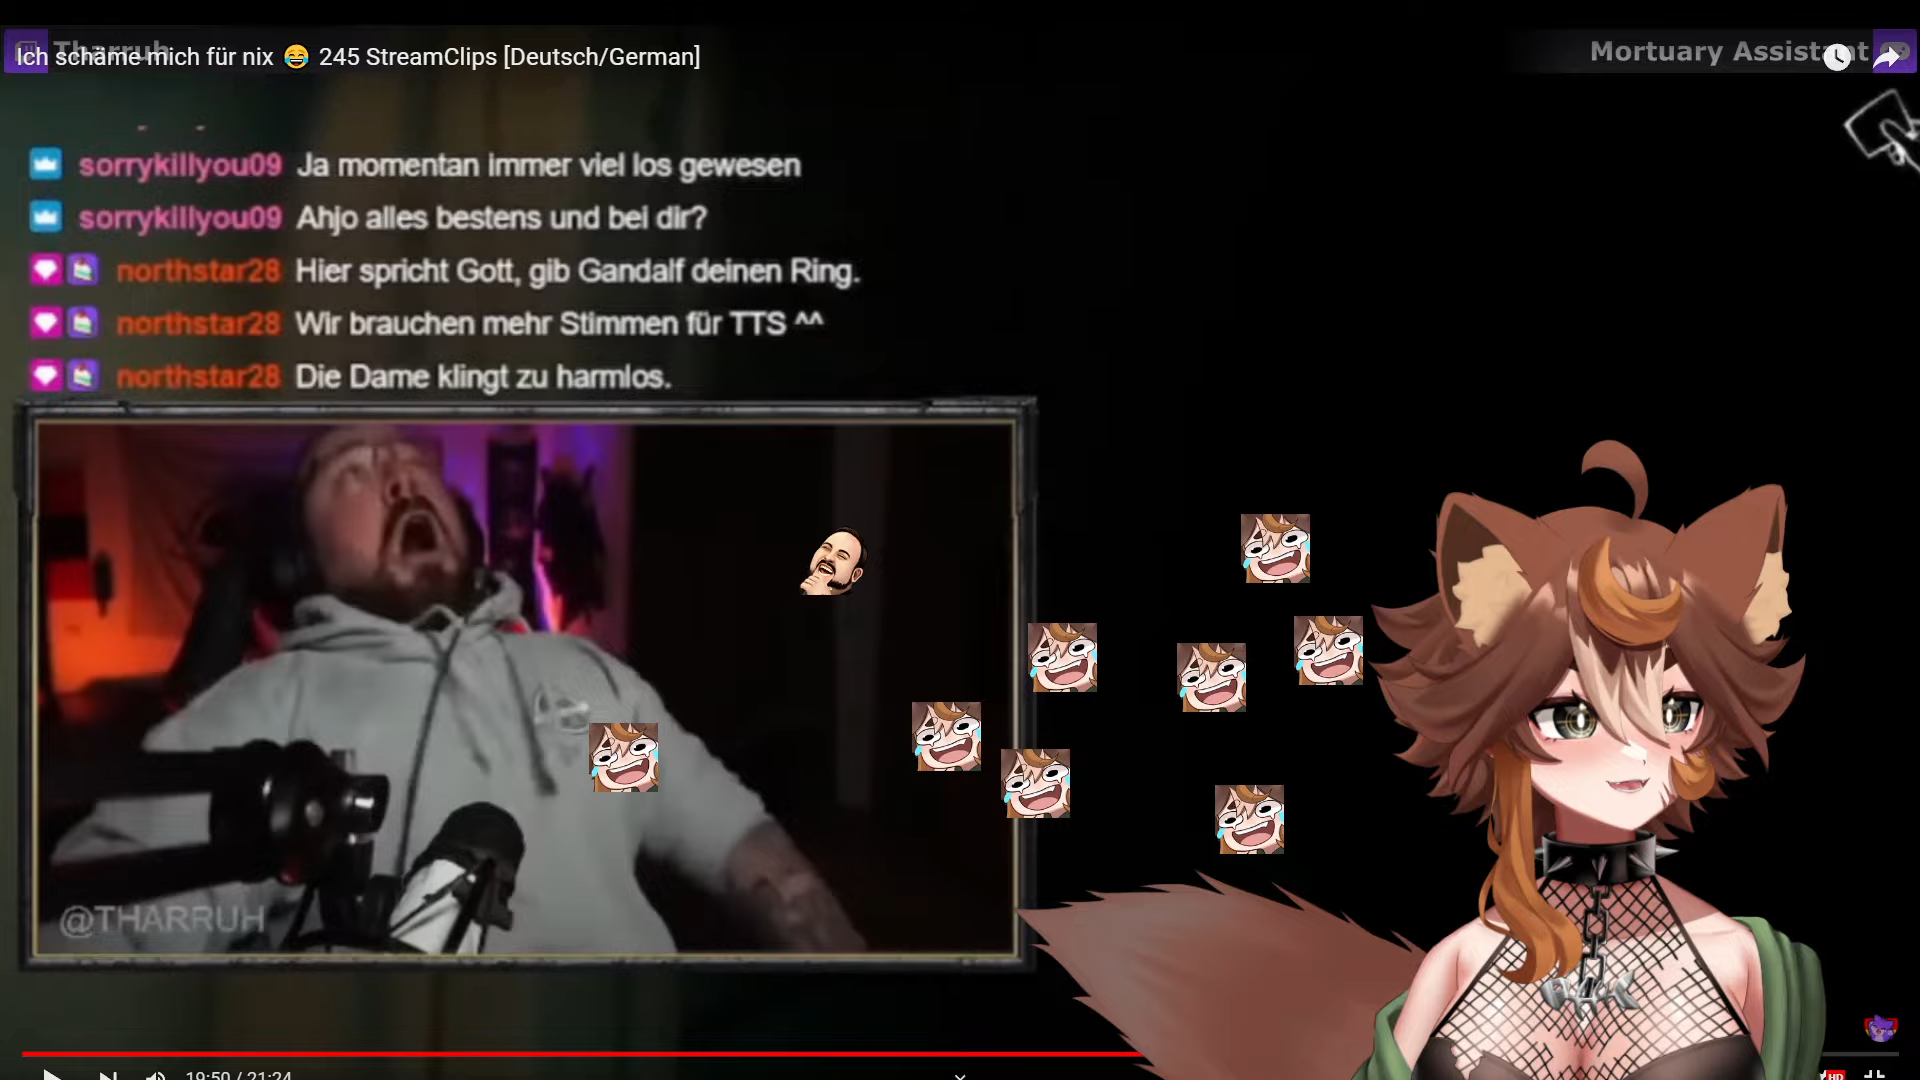 Tharruh
Ich schäme mich für nix 😂 245 StreamClips [Deutsch/German]
Mortuary Assistant
sorrykillyou09 Ja momentan immer viel los gewesen
sorrykillyou09 Ahjo alles bestens und bei dir?
northstar28 Hier spricht Gott, gib Gandalf deinen Ring.
northstar28 Wir brauchen mehr Stimmen für TTS ^^
northstar28 Die Dame klingt zu harmlos.
@THARRUH
19:50 / 21:24
HD